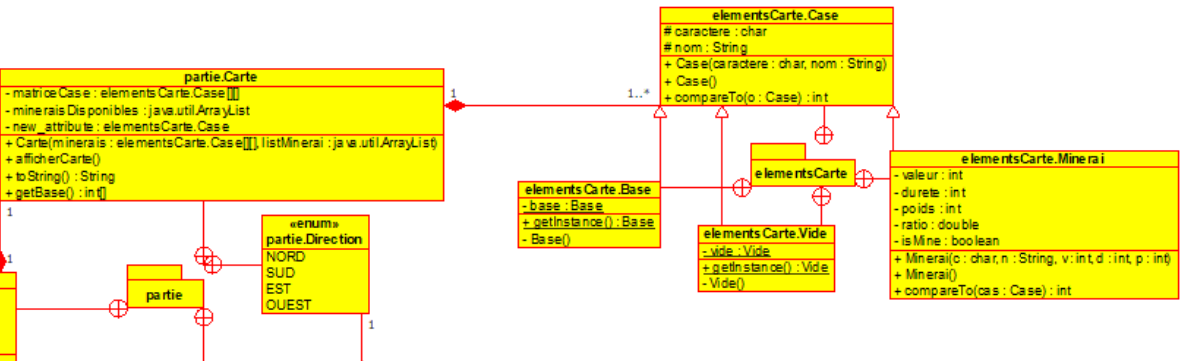 elementsCarte.Case
# caractere : char
# nom : String
+ Case(caractere : char, nom : String)
+ Case()
+ compareTo(o : Case) : int
partie.Carte
- matriceCase : elementsCarte.Case[][]
- mineraisDisponibles : java.util.ArrayList
- new_attribute : elementsCarte.Case
+ Carte(minerais : elementsCarte.Case[][], listMinerai : java.util.ArrayList)
+ afficherCarte()
+ toString() : String
+ getBase() : int[]
1
1..*
1
1
«enum»
partie.Direction
NORD
SUD
EST
OUEST
1
partie
elementsCarte
elementsCarte.Base
- base : Base
+ getInstance() : Base
- Base()
elementsCarte.Vide
- vide : Vide
+ getInstance() : Vide
- Vide()
elementsCarte.Minerai
- valeur : int
- durete : int
- poids : int
- ratio : double
- isMine : boolean
+ Minerai(c : char, n : String, v : int, d : int, p : int)
+ Minerai()
+ compareTo(cas : Case) : int